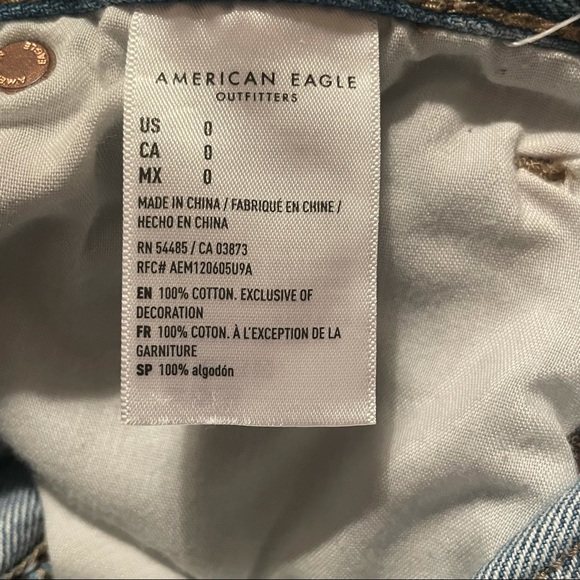 AMERICAN EAGLE
OUTFITTERS
US 0
CA 0
MX 0
MADE IN CHINA / FABRIQUÉ EN CHINE /
HECHO EN CHINA
RN 54485 / CA 03873
RFC# AEM120605U9A
EN 100% COTTON. EXCLUSIVE OF
DECORATION
FR 100% COTON. À L'EXCEPTION DE LA
GARNITURE
SP 100% algodón
EAGLE AME